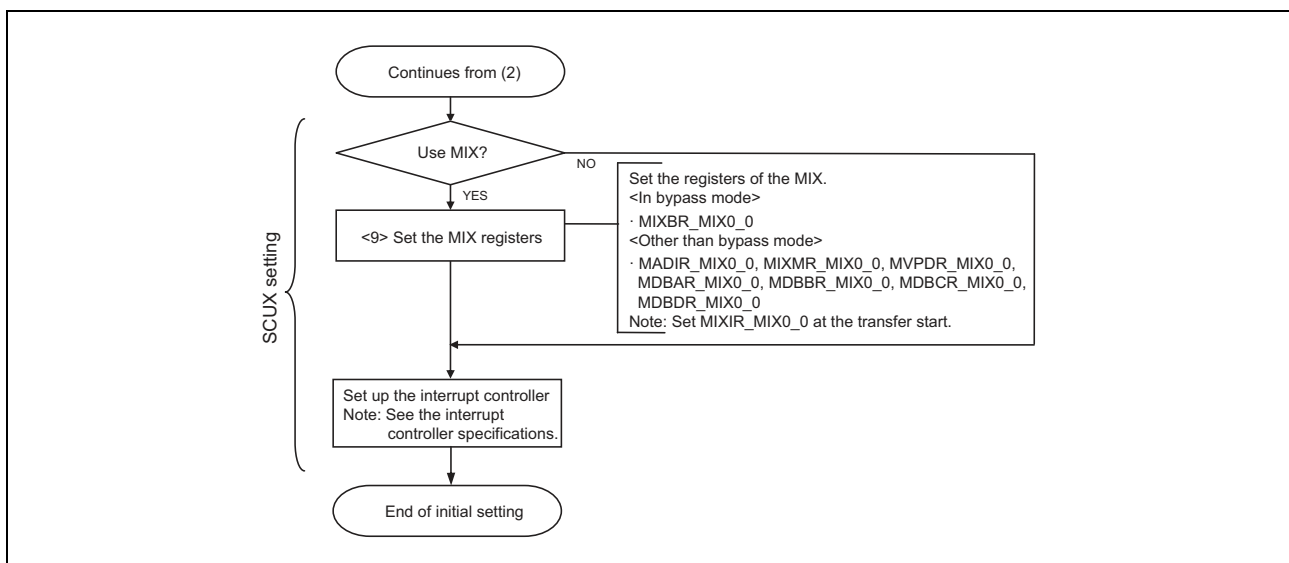 Continues from (2)
Use MIX?
NO
YES
<9> Set the MIX registers
Set the registers of the MIX.
<In bypass mode>
· MIXBR_MIX0_0
<Other than bypass mode>
· MADIR_MIX0_0, MIXMR_MIX0_0, MVPDR_MIX0_0,
MDBAR_MIX0_0, MDBBR_MIX0_0, MDBCR_MIX0_0,
MDBDR_MIX0_0
Note: Set MIXIR_MIX0_0 at the transfer start.
SCUX setting
Set up the interrupt controller
Note: See the interrupt
controller specifications.
End of initial setting